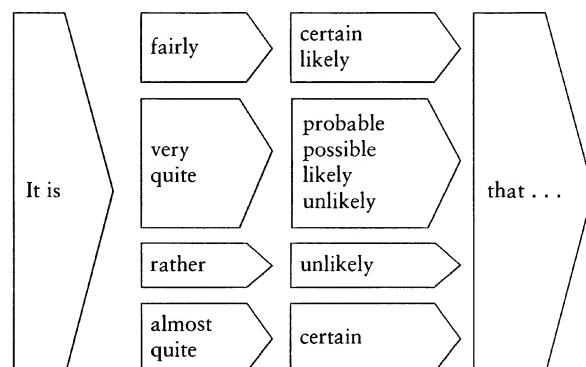 It is
fairly
certain
likely
very
quite
probable
possible
likely
unlikely
rather
unlikely
almost
quite
certain
that . . .